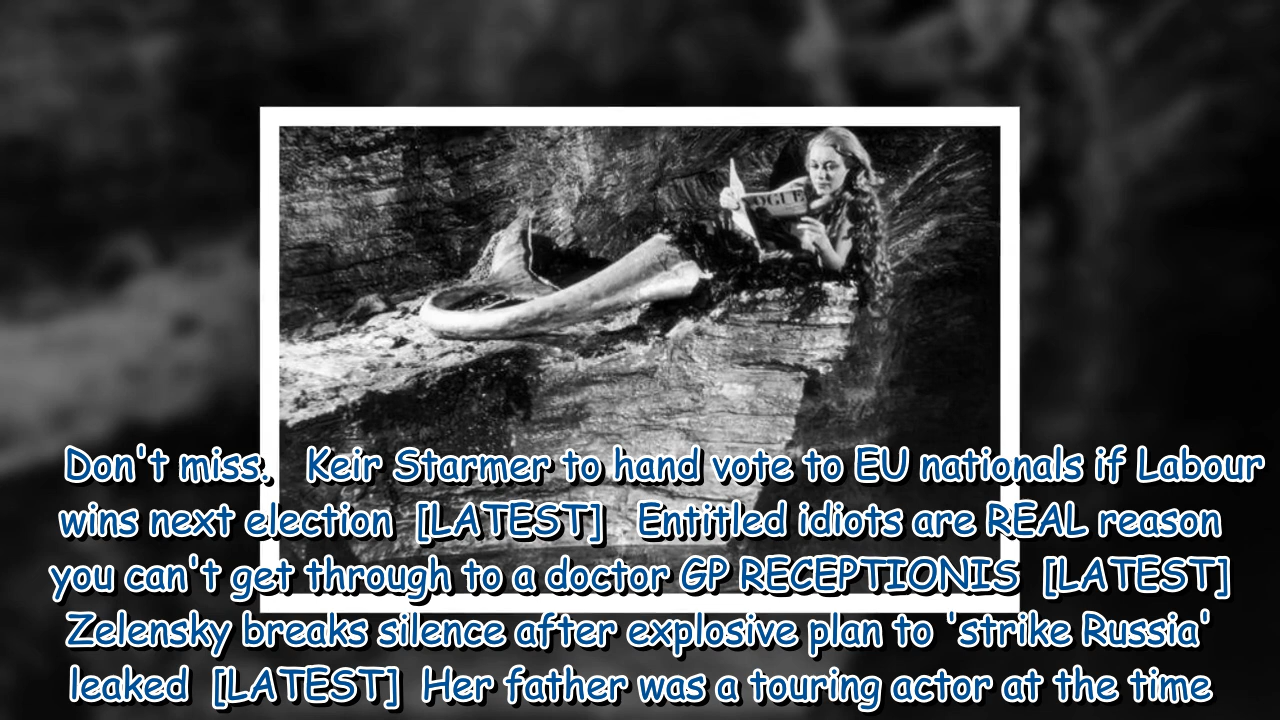 OGUE
Don't miss. Keir Starmer to hand vote to EU nationals if Labour
wins next election [LATEST] Entitled idiots are REAL reason
you can't get through to a doctor GP RECEPTIONIS [LATEST]
Zelensky breaks silence after explosive plan to 'strike Russia'
leaked [LATEST] Her father was a touring actor at the time